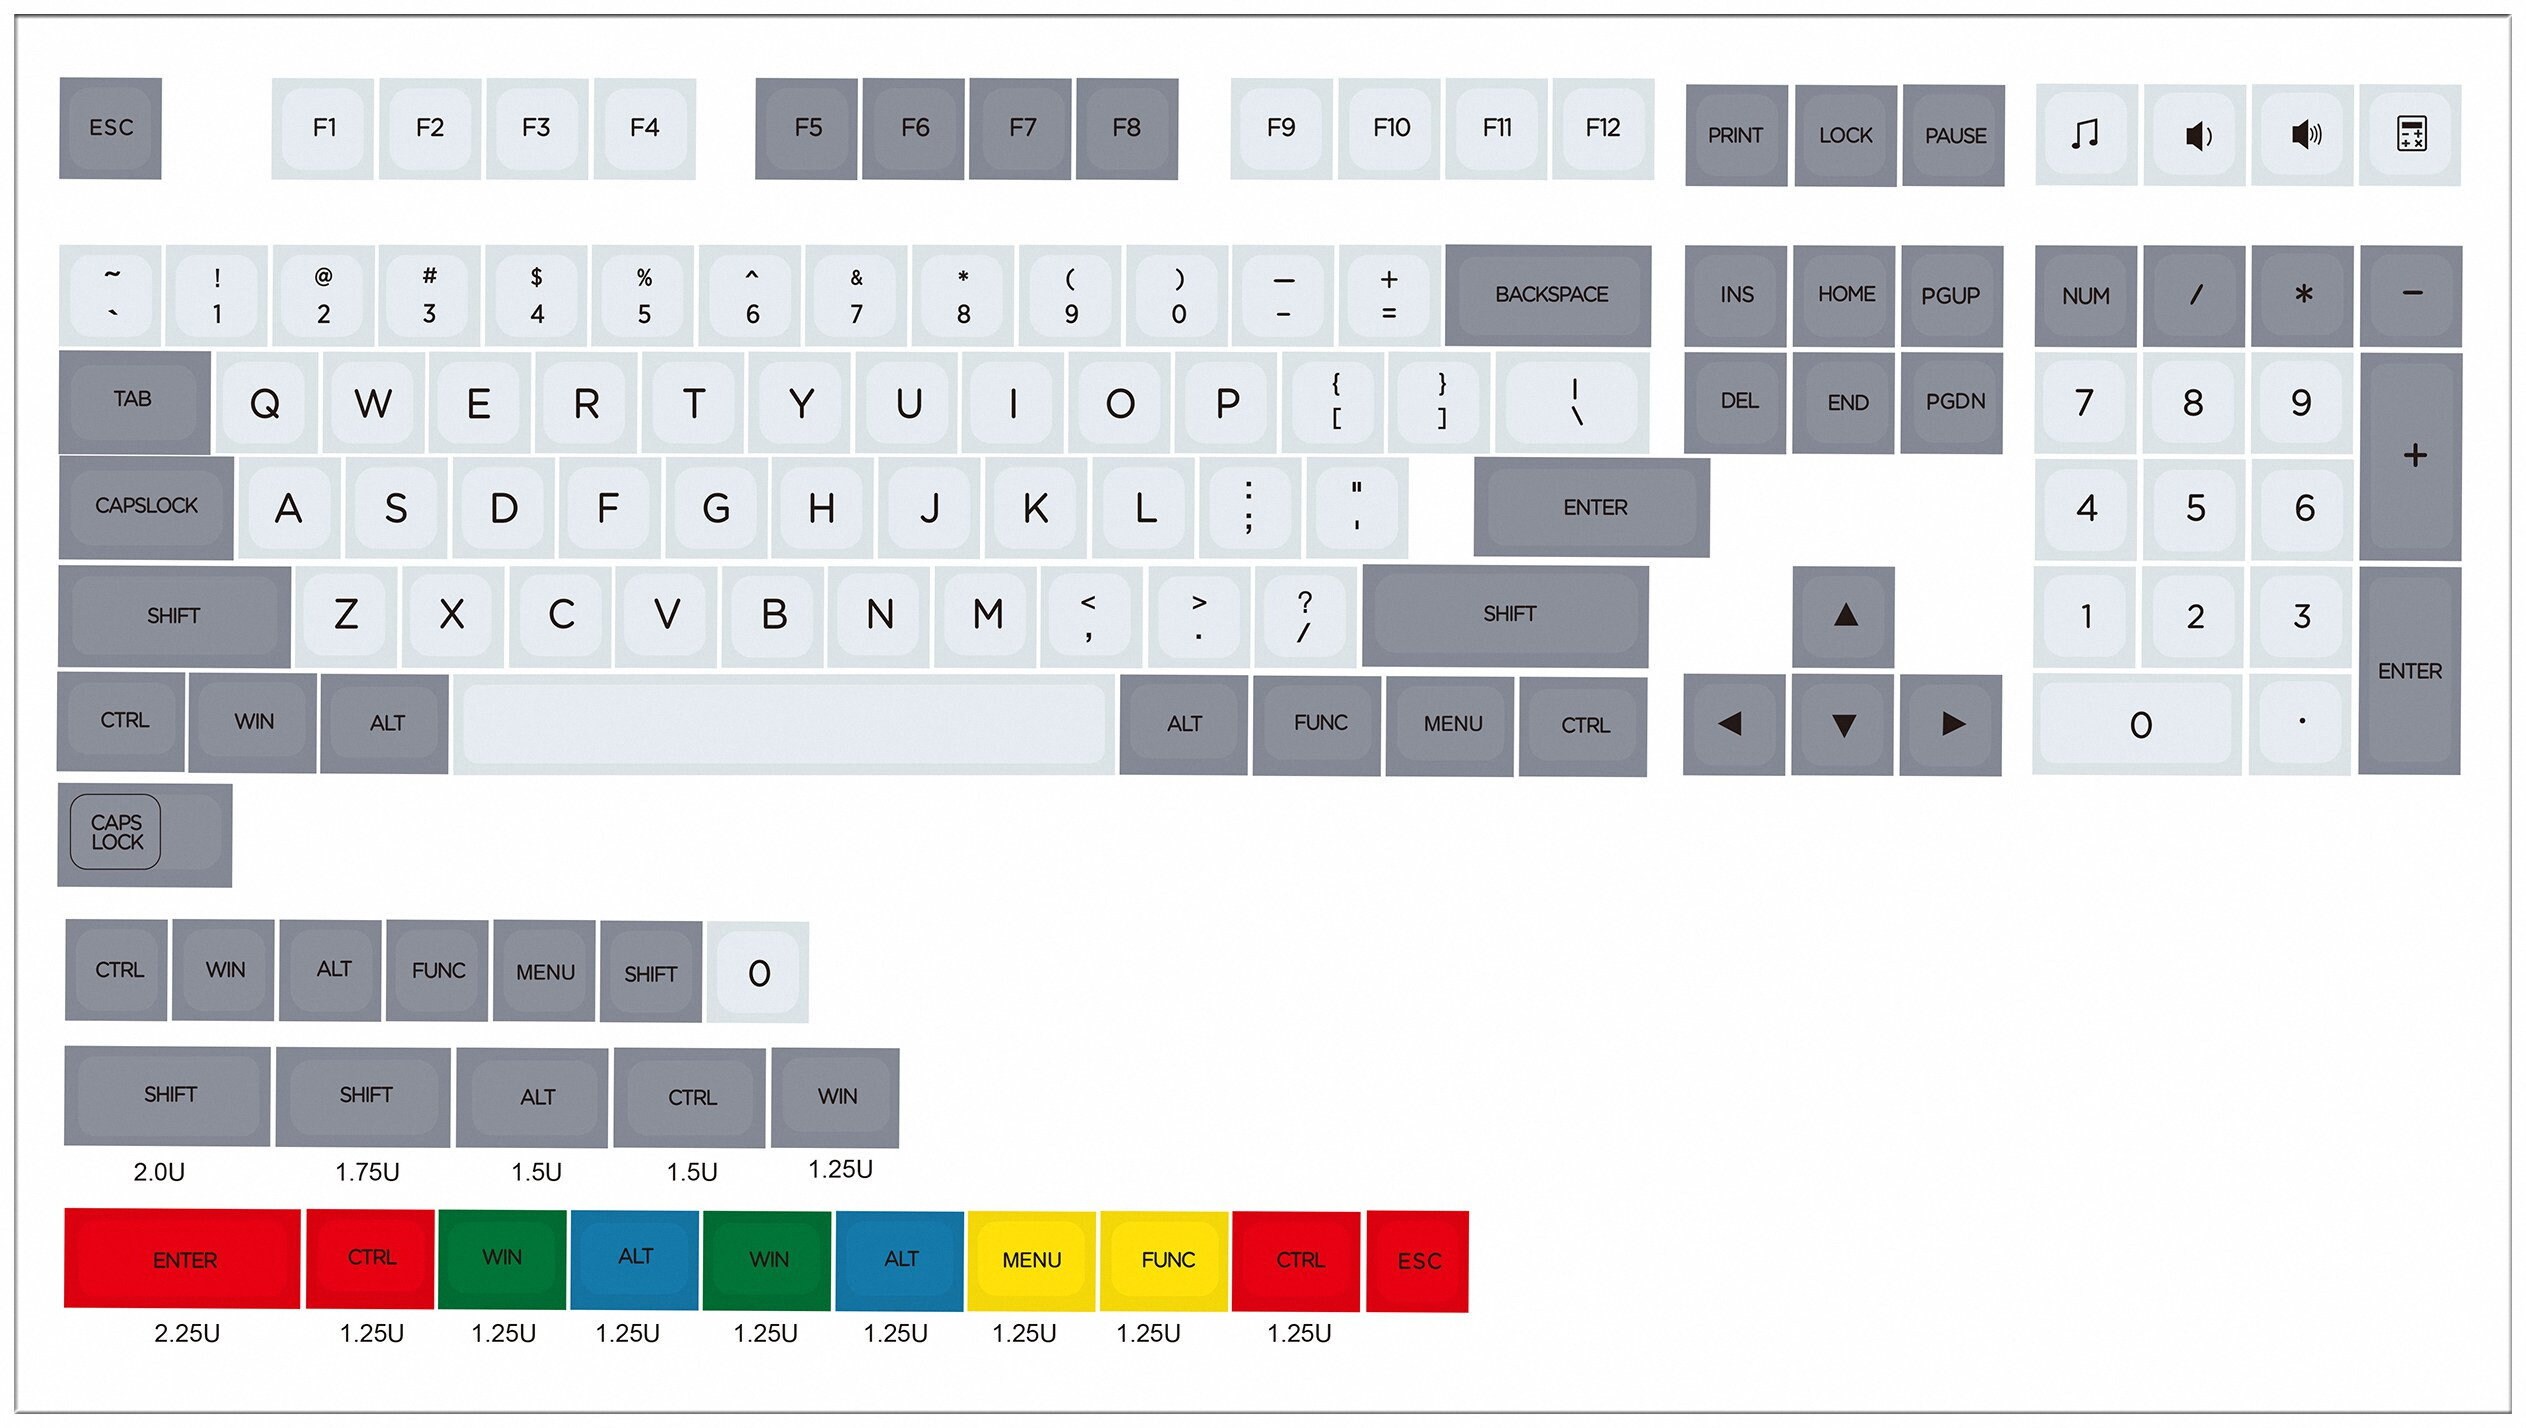 ESC F1 F2 F3 F4 F5 F6 F7 F8 F9 F10 F11 F12 PRINT LOCK PAUSE
~ ! @ # $ % ^ & * ( ) — +
` 1 2 3 4 5 6 7 8 9 0 - = BACKSPACE INS HOME PGUP NUM / * -
TAB Q W E R T Y U I O P { } | DEL END PGDN 7 8 9 +
[ ] \
CAPSLOCK A S D F G H J K L : " ENTER 4 5 6
; '
SHIFT Z X C V B N M < > ? SHIFT ▲ 1 2 3 ENTER
, . /
CTRL WIN ALT ALT FUNC MENU CTRL ◀ ▼ ▶ 0 .
CAPS
LOCK
CTRL WIN ALT FUNC MENU SHIFT 0
SHIFT SHIFT ALT CTRL WIN
2.0U 1.75U 1.5U 1.5U 1.25U
ENTER CTRL WIN ALT WIN ALT MENU FUNC CTRL ESC
2.25U 1.25U 1.25U 1.25U 1.25U 1.25U 1.25U 1.25U 1.25U